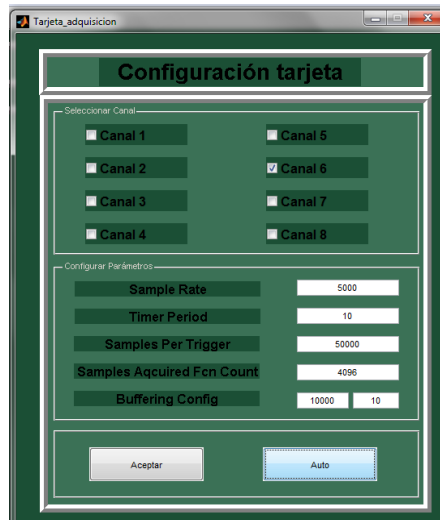 Tarjeta_adquisicion
Configuración tarjeta
Seleccionar Canal
Canal 1 Canal 5
Canal 2 Canal 6
Canal 3 Canal 7
Canal 4 Canal 8
Configurar Parámetros
Sample Rate 5000
Timer Period 10
Samples Per Trigger 50000
Samples Aqcuired Fcn Count 4096
Buffering Config 10000 10
Aceptar Auto